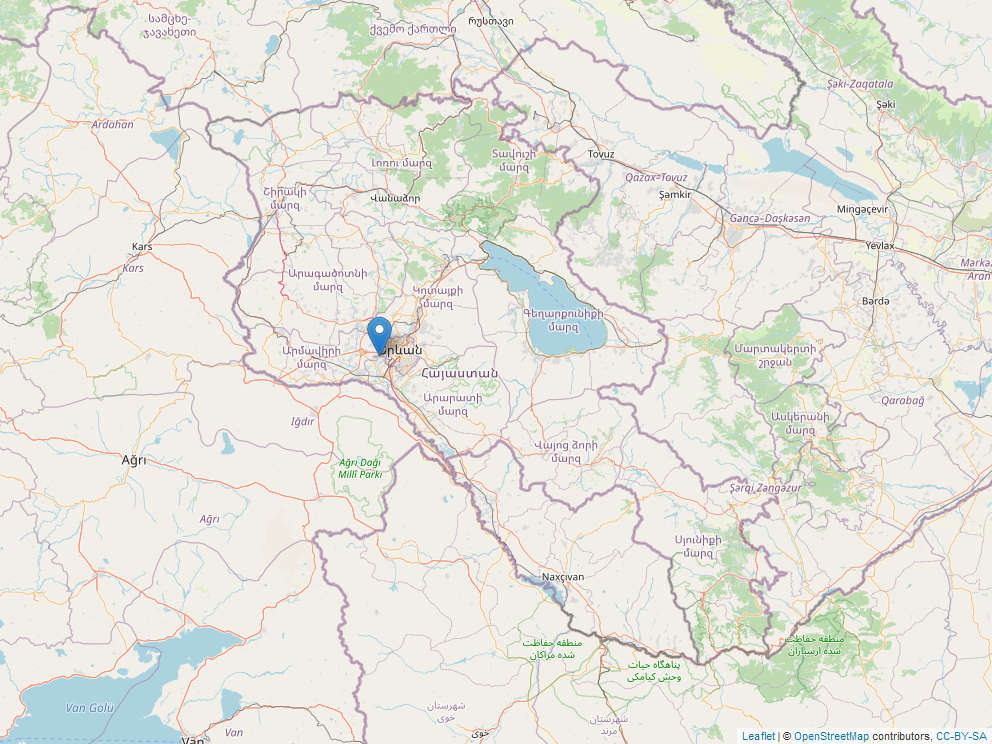 სამცხე-
ჯავახეთი
ქვემო ქართლი
რუსთავი
Şəki-Zaqatala
Şəki
Ardahan
Լոռու մարզ
Տավուշի
մարզ
Tovuz
Qazax-Tovuz
Şəmkir
Շիրակի
մարզ
Վանաձոր
Mingəçevir
Gəncə-Daşkəsən
Kars
Kars
Yevlax
Mərkəz
Aran
Արագածոտնի
մարզ
Կոտայքի
մարզ
Bərdə
Գեղարքունիքի
մարզ
Արմավիրի
մարզ
Երևան
Մարտակերտի
շրջան
Հայաստան
Արարատի
մարզ
Qarabağ
Ասկերանի
մարզ
Iğdır
Վայոց ձորի
մարզ
Ağrı
Ağrı Dağı
Millî Parkı
Şərqi Zəngəzur
Ağrı
Սյունիքի
մարզ
Naxçıvan
منطقه حفاظت
شده مراکان
منطقه حفاظت
شده ارسباران
پناهگاه حیات
وحش کیامکی
Van Gölü
شهرستان
خوی
شهرستان
مرند
Van
Van
خوی
Leaflet | © OpenStreetMap contributors, CC-BY-SA